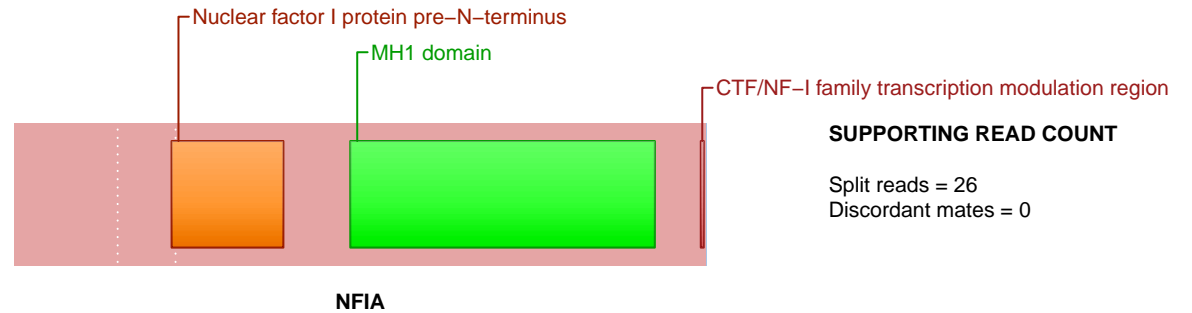 Nuclear factor I protein pre−N−terminus
MH1 domain
CTF/NF−I family transcription modulation region
SUPPORTING READ COUNT
Split reads = 26
Discordant mates = 0
NFIA